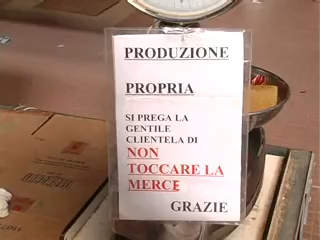 PRODUZIONE
PROPRIA
SI PREGA LA
GENTILE
CLIENTELA DI
NON
TOCCARE LA
MERCE
GRAZIE